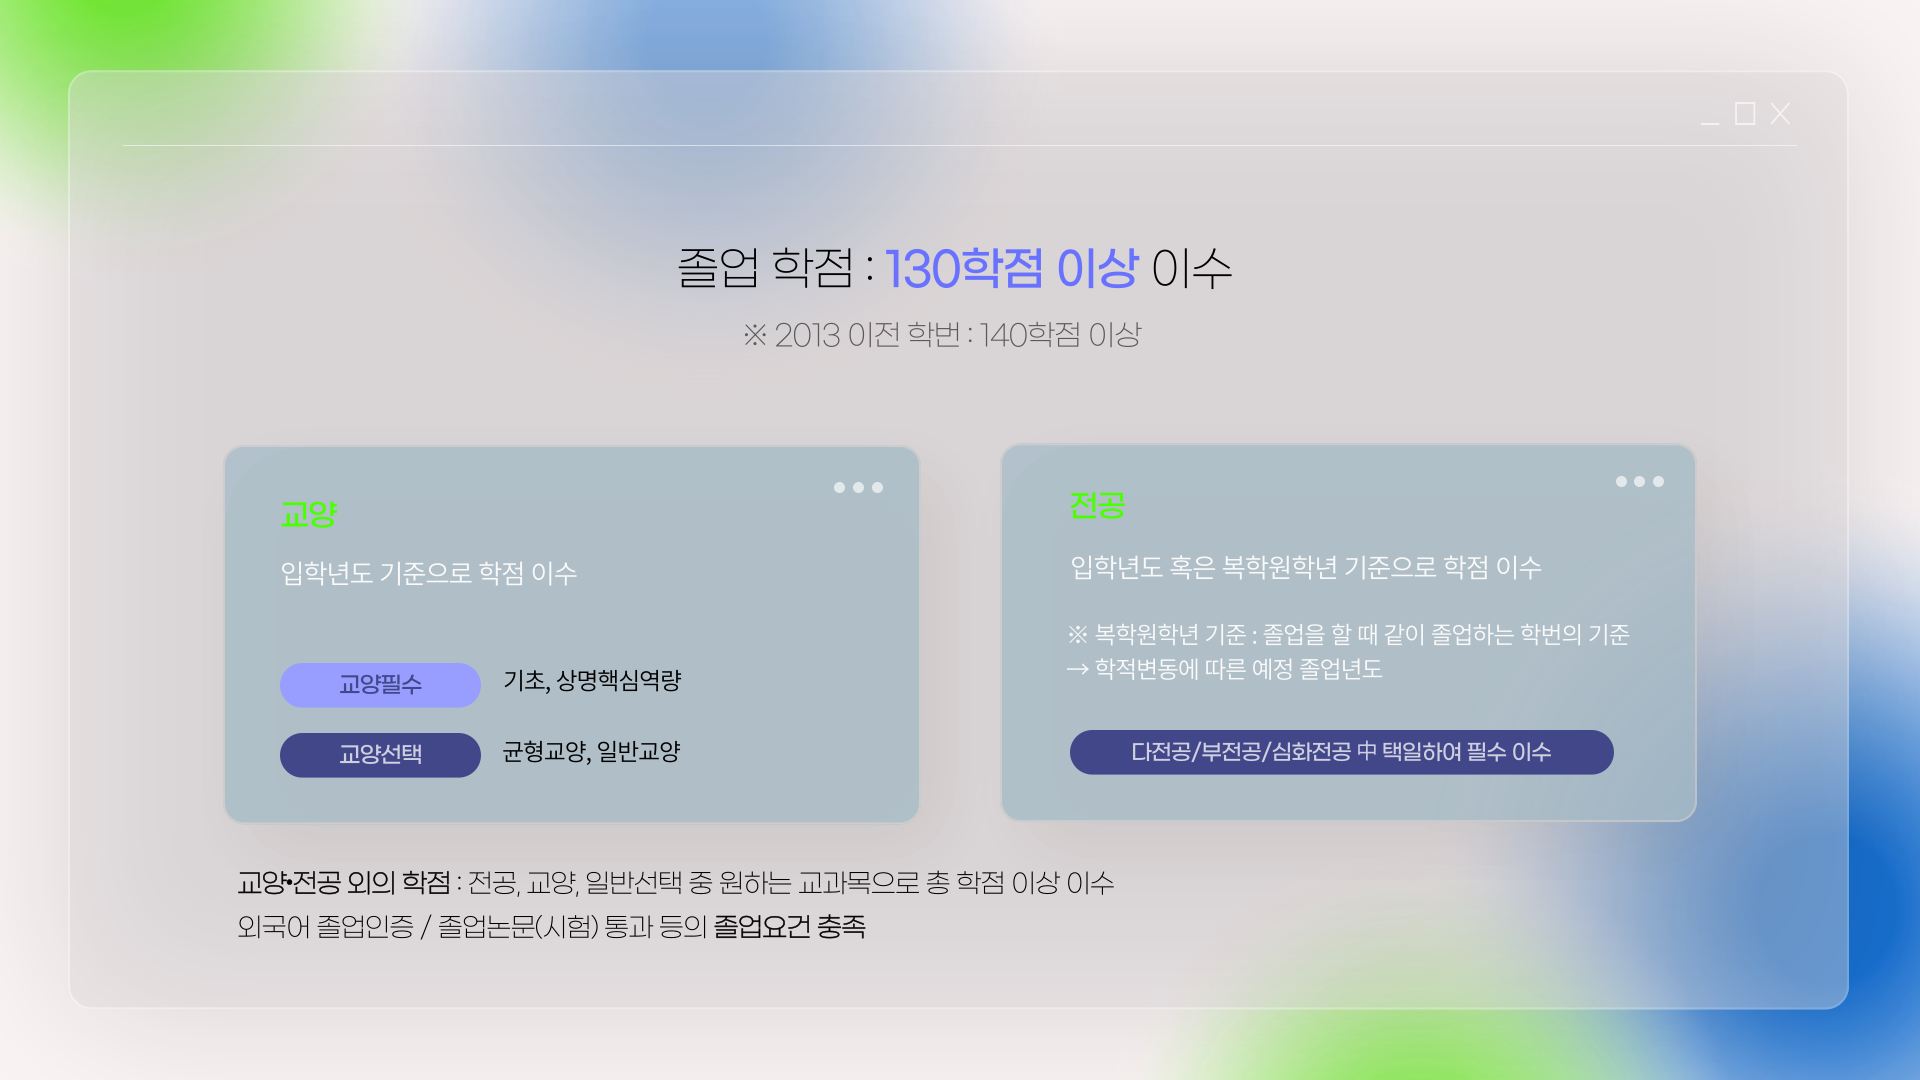 졸업 학점 : 130학점 이상 이수
※ 2013 이전 학번 : 140학점 이상
교양
입학년도 기준으로 학점 이수
교양필수 기초, 상명핵심역량
교양선택 균형교양, 일반교양
전공
입학년도 혹은 복학원학년 기준으로 학점 이수
※ 복학원학년 기준 : 졸업을 할 때 같이 졸업하는 학번의 기준
→ 학적변동에 따른 예정 졸업년도
다전공/부전공/심화전공 中 택일하여 필수 이수
교양•전공 외의 학점 : 전공, 교양, 일반선택 중 원하는 교과목으로 총 학점 이상 이수
외국어 졸업인증 / 졸업논문(시험) 통과 등의 졸업요건 충족